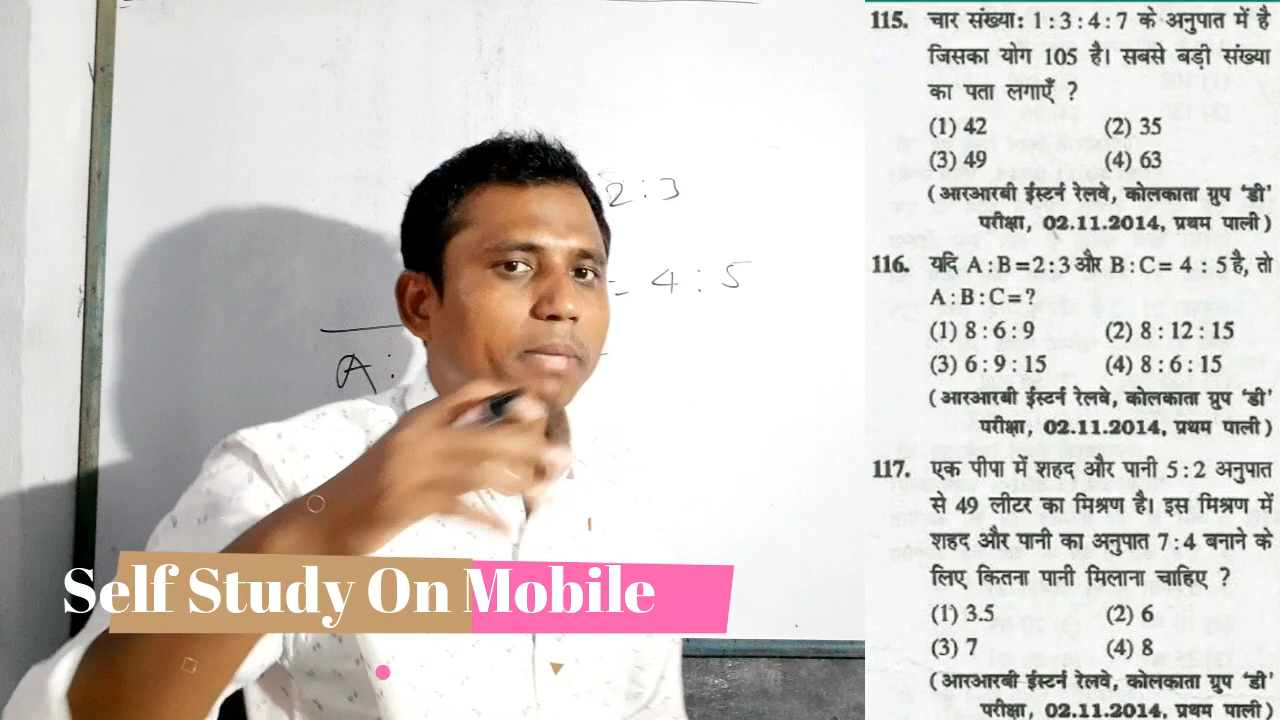 2 : 3
= 4 : 5
A :
Self Study On Mobile
115. चार संख्या: 1 : 3 : 4 : 7 के अनुपात में है
जिसका योग 105 है। सबसे बड़ी संख्या
का पता लगाएँ ?
(1) 42 (2) 35
(3) 49 (4) 63
(आरआरबी ईस्टर्न रेलवे, कोलकाता ग्रुप ‘डी’
परीक्षा, 02.11.2014, प्रथम पाली)
116. यदि A : B = 2 : 3 और B : C = 4 : 5 है, तो
A : B : C = ?
(1) 8 : 6 : 9 (2) 8 : 12 : 15
(3) 6 : 9 : 15 (4) 8 : 6 : 15
(आरआरबी ईस्टर्न रेलवे, कोलकाता ग्रुप ‘डी’
परीक्षा, 02.11.2014, प्रथम पाली)
117. एक पीपा में शहद और पानी 5 : 2 अनुपात
से 49 लीटर का मिश्रण है। इस मिश्रण में
शहद और पानी का अनुपात 7 : 4 बनाने के
लिए कितना पानी मिलाना चाहिए ?
(1) 3.5 (2) 6
(3) 7 (4) 8
(आरआरबी ईस्टर्न रेलवे, कोलकाता ग्रुप ‘डी’
परीक्षा, 02.11.2014, प्रथम पाली)